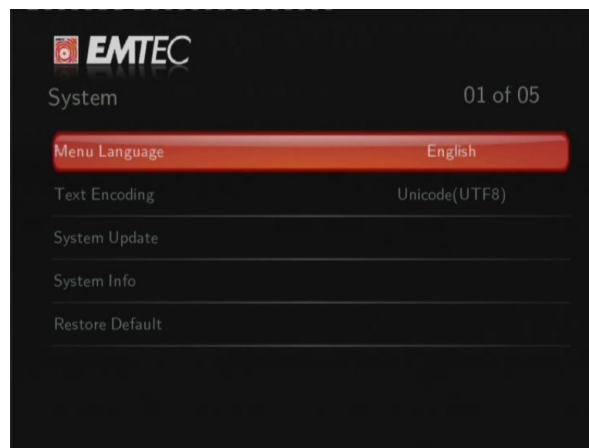 EMTEC
System 01 of 05
Menu Language English
Text Encoding Unicode(UTF8)
System Update
System Info
Restore Default